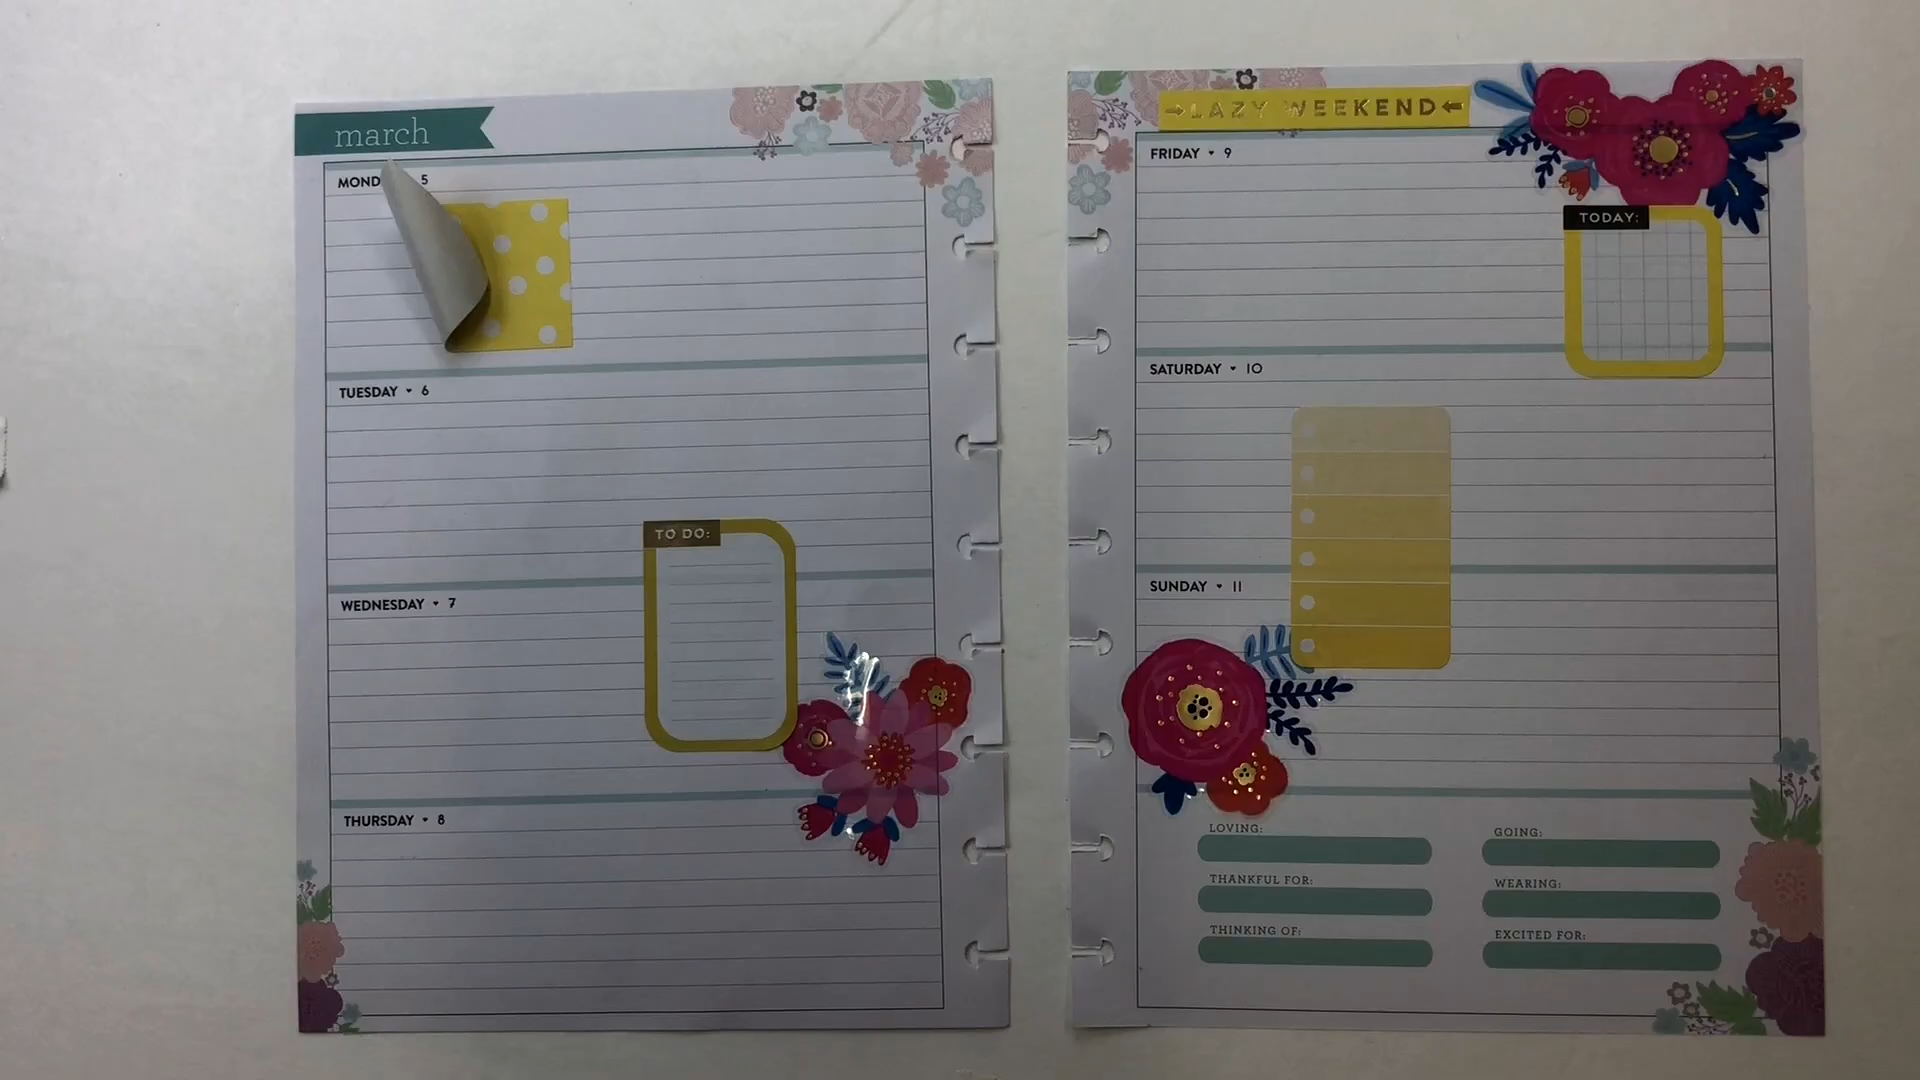 march
MOND 5
TUESDAY ♥ 6
TO DO:
WEDNESDAY ♥ 7
THURSDAY ♥ 8
→LAZY WEEKEND←
FRIDAY ♥ 9
TODAY:
SATURDAY ♥ 10
SUNDAY ♥ 11
LOVING:
GOING:
THANKFUL FOR:
WEARING:
THINKING OF:
EXCITED FOR: